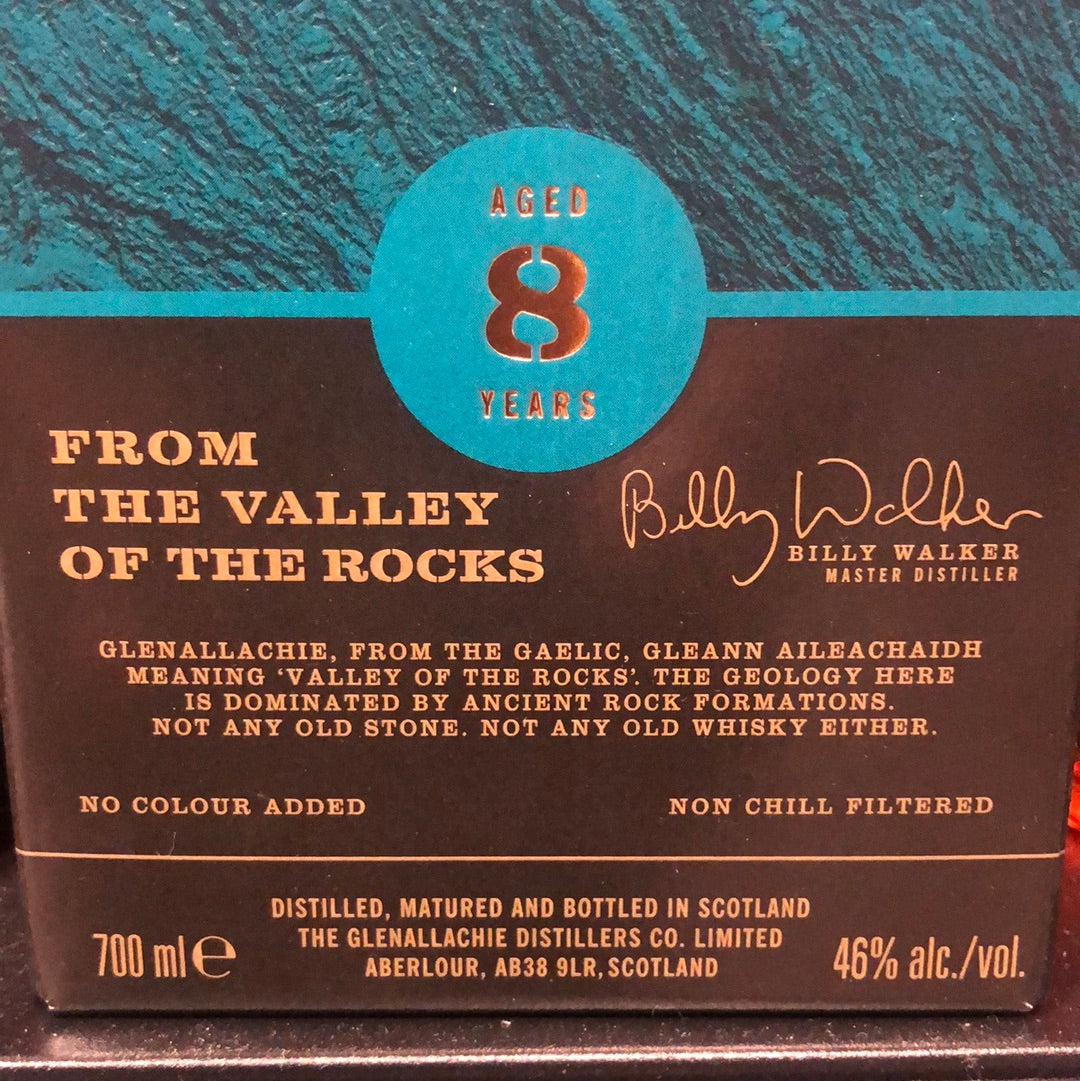 AGED
8
YEARS
FROM
THE VALLEY
OF THE ROCKS
Billy Walker
BILLY WALKER
MASTER DISTILLER
GLENALLACHIE, FROM THE GAELIC, GLEANN AILEACHAIDH
MEANING ‘VALLEY OF THE ROCKS’. THE GEOLOGY HERE
IS DOMINATED BY ANCIENT ROCK FORMATIONS.
NOT ANY OLD STONE. NOT ANY OLD WHISKY EITHER.
NO COLOUR ADDED
NON CHILL FILTERED
DISTILLED, MATURED AND BOTTLED IN SCOTLAND
THE GLENALLACHIE DISTILLERS CO. LIMITED
ABERLOUR, AB38 9LR, SCOTLAND
700 ml ℮
46% alc./vol.